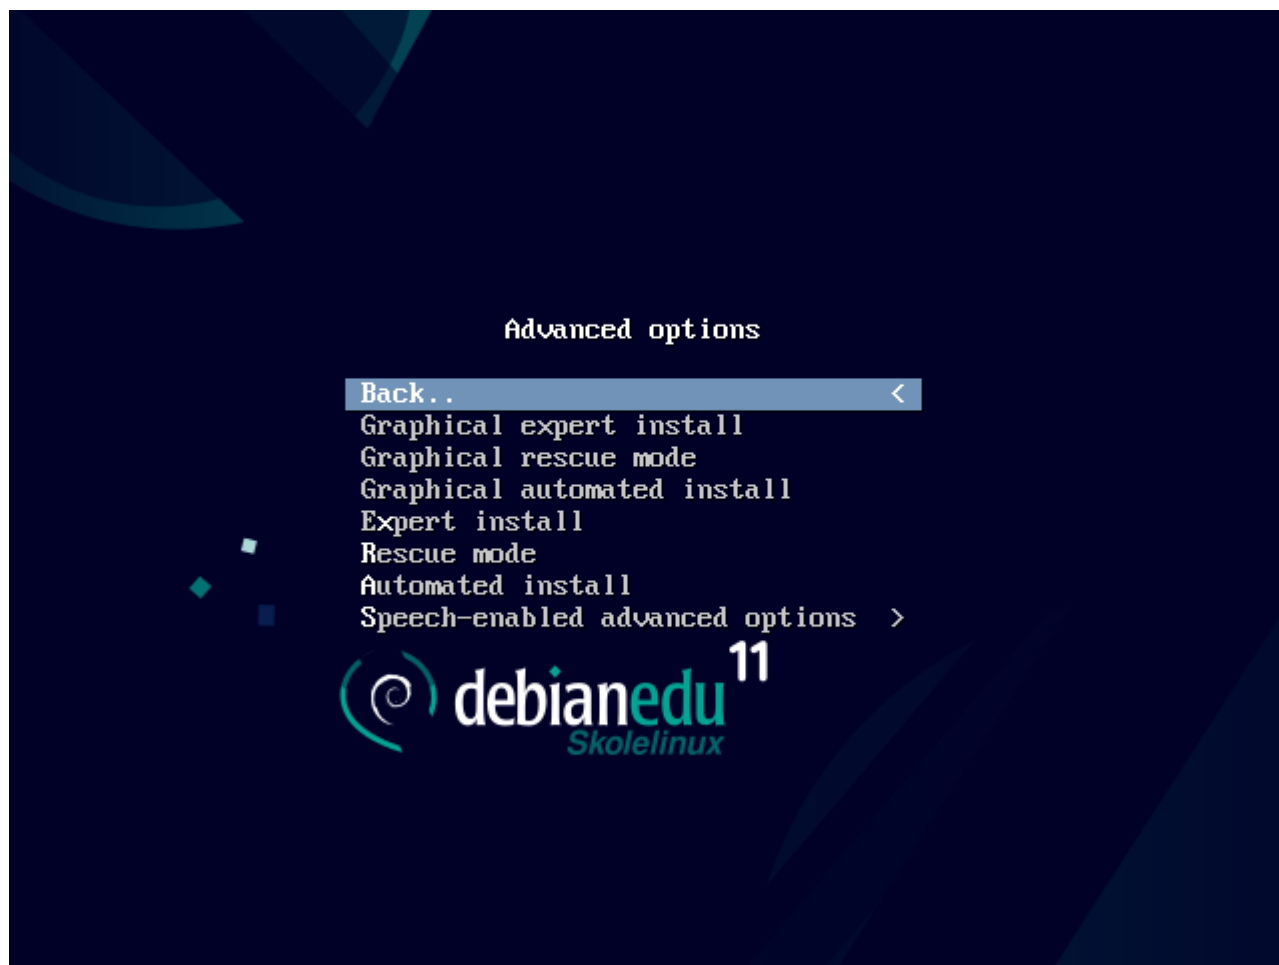 Advanced options
Back.. <
Graphical expert install
Graphical rescue mode
Graphical automated install
Expert install
Rescue mode
Automated install
Speech-enabled advanced options >
debianedu 11
Skolelinux